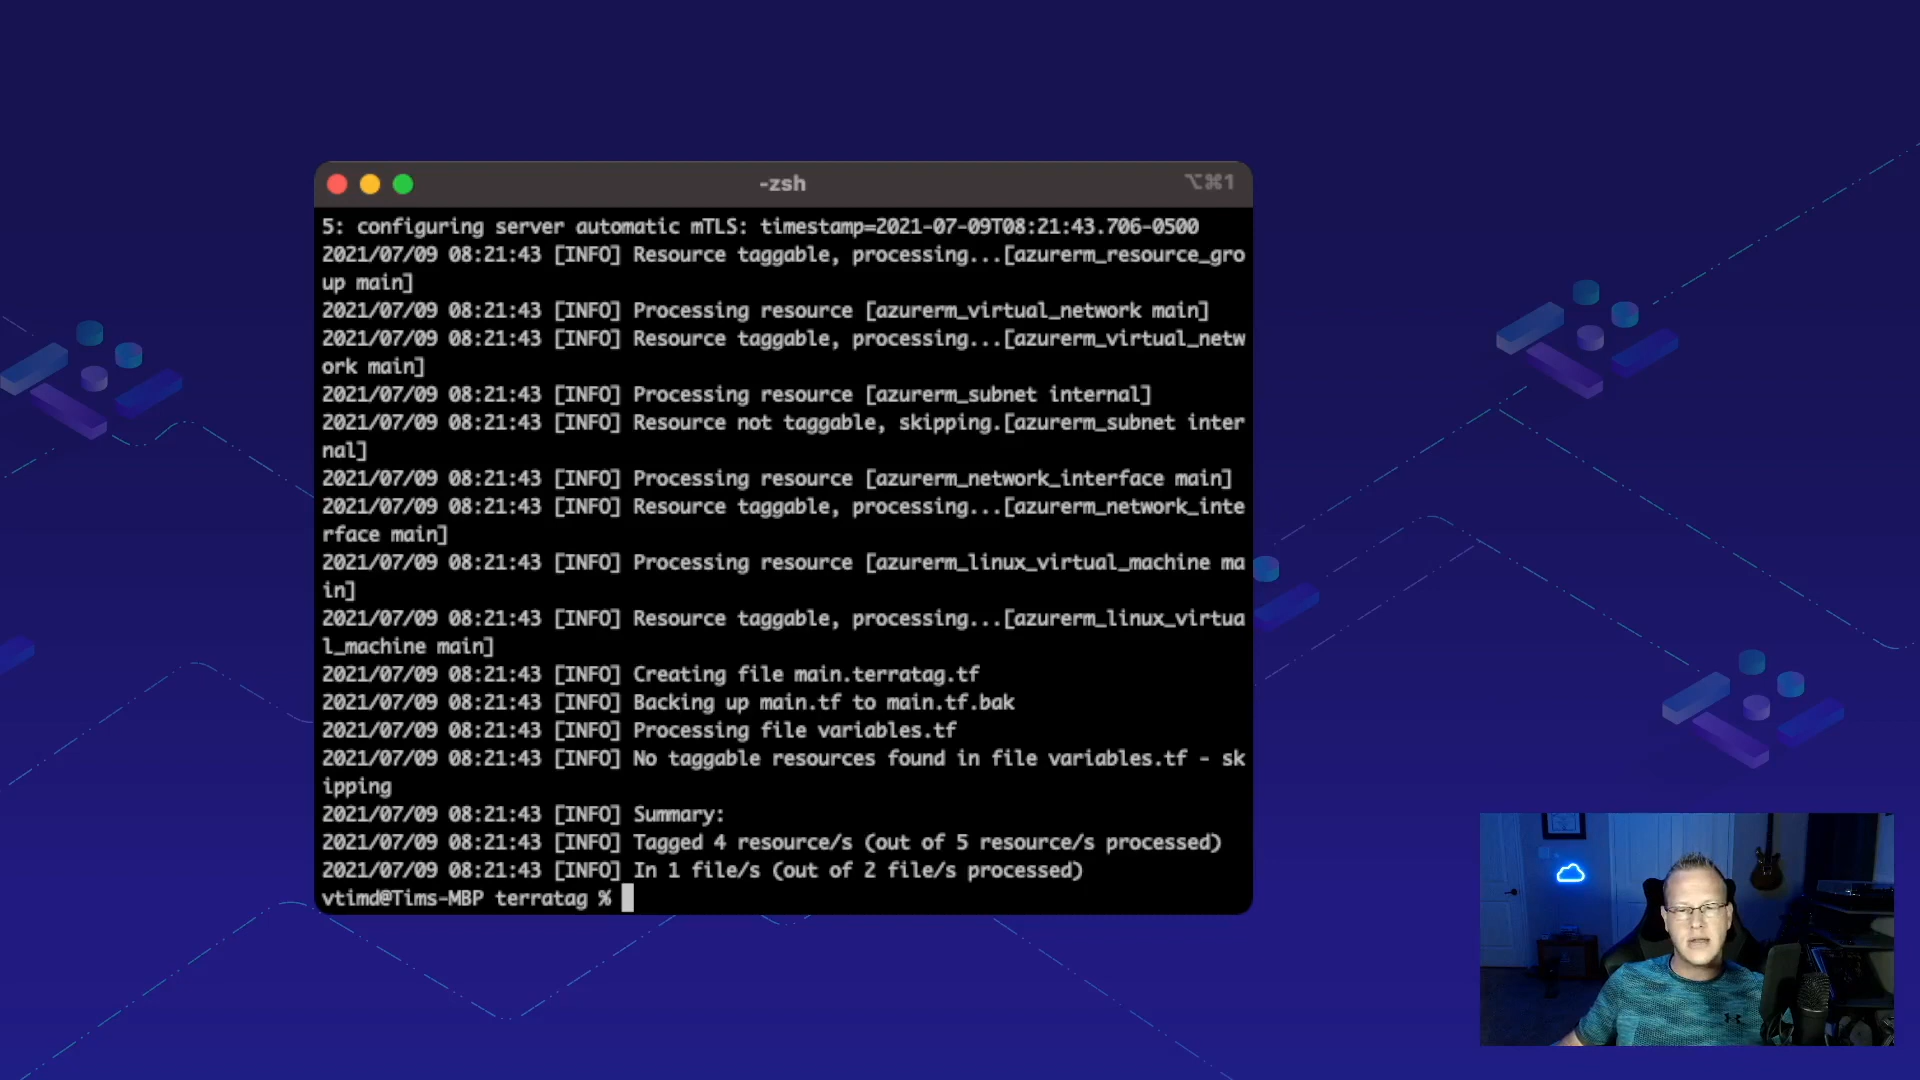 -zsh
⌥⌘1
5: configuring server automatic mTLS: timestamp=2021-07-09T08:21:43.706-0500
2021/07/09 08:21:43 [INFO] Resource taggable, processing...[azurerm_resource_gro
up main]
2021/07/09 08:21:43 [INFO] Processing resource [azurerm_virtual_network main]
2021/07/09 08:21:43 [INFO] Resource taggable, processing...[azurerm_virtual_netw
ork main]
2021/07/09 08:21:43 [INFO] Processing resource [azurerm_subnet internal]
2021/07/09 08:21:43 [INFO] Resource not taggable, skipping.[azurerm_subnet inter
nal]
2021/07/09 08:21:43 [INFO] Processing resource [azurerm_network_interface main]
2021/07/09 08:21:43 [INFO] Resource taggable, processing...[azurerm_network_inte
rface main]
2021/07/09 08:21:43 [INFO] Processing resource [azurerm_linux_virtual_machine ma
in]
2021/07/09 08:21:43 [INFO] Resource taggable, processing...[azurerm_linux_virtua
l_machine main]
2021/07/09 08:21:43 [INFO] Creating file main.terratag.tf
2021/07/09 08:21:43 [INFO] Backing up main.tf to main.tf.bak
2021/07/09 08:21:43 [INFO] Processing file variables.tf
2021/07/09 08:21:43 [INFO] No taggable resources found in file variables.tf - sk
ipping
2021/07/09 08:21:43 [INFO] Summary:
2021/07/09 08:21:43 [INFO] Tagged 4 resource/s (out of 5 resource/s processed)
2021/07/09 08:21:43 [INFO] In 1 file/s (out of 2 file/s processed)
vtimd@Tims-MBP terratag %